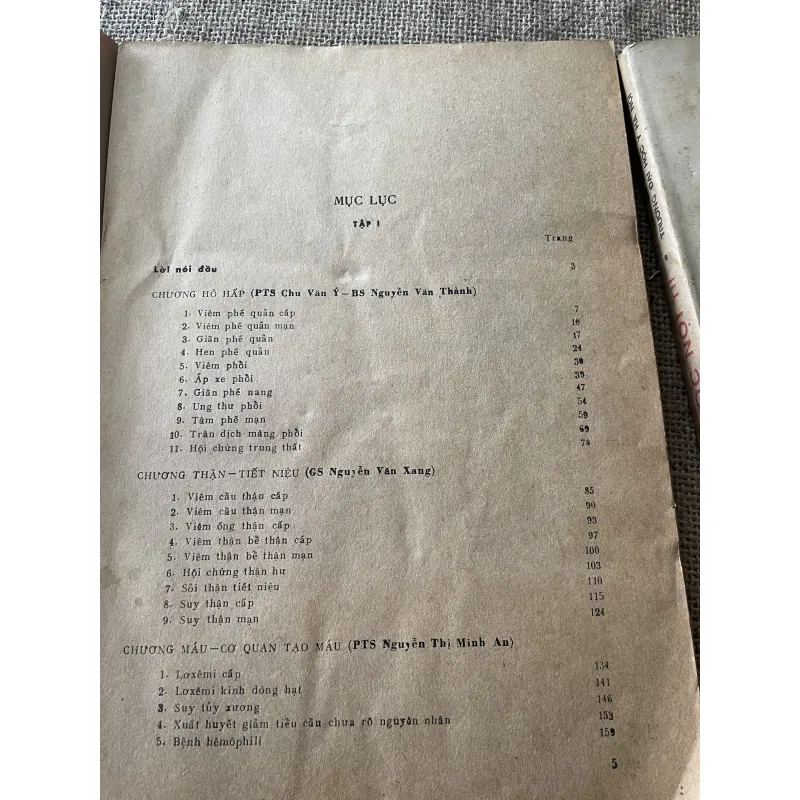 MỤC LỤC
TẬP I
Trang
Lời nói đầu 3
CHƯƠNG HÔ HẤP (PTS Chu Văn Ý – BS Nguyễn Văn Thành)
1. Viêm phế quản cấp 7
2. Viêm phế quản mạn 16
3. Giãn phế quản 17
4. Hen phế quản 24
5. Viêm phổi 30
6. Áp xe phổi 39
7. Giãn phế nang 47
8. Ung thư phổi 54
9. Tâm phế mạn 59
10. Tràn dịch màng phổi 69
11. Hội chứng trung thất 78
CHƯƠNG THẬN – TIẾT NIỆU (GS Nguyễn Văn Xang)
1. Viêm cầu thận cấp 85
2. Viêm cầu thận mạn 90
3. Viêm ống thận cấp 93
4. Viêm thận bể thận cấp 97
5. Viêm thận bể thận mạn 100
6. Hội chứng thận hư 103
7. Sỏi thận tiết niệu 110
8. Suy thận cấp 115
9. Suy thận mạn 124
CHƯƠNG MÁU – CƠ QUAN TẠO MÁU (PTS Nguyễn Thị Minh An)
1. Lơxêmi cấp 134
2. Lơxêmi kinh dòng hạt 141
3. Suy tủy xương 146
4. Xuất huyết giảm tiểu cầu chưa rõ nguyên nhân 153
5. Bệnh hêmôphili 159
5
TRƯỜNG ĐẠI HỌC Y HÀ NỘI
NỘI